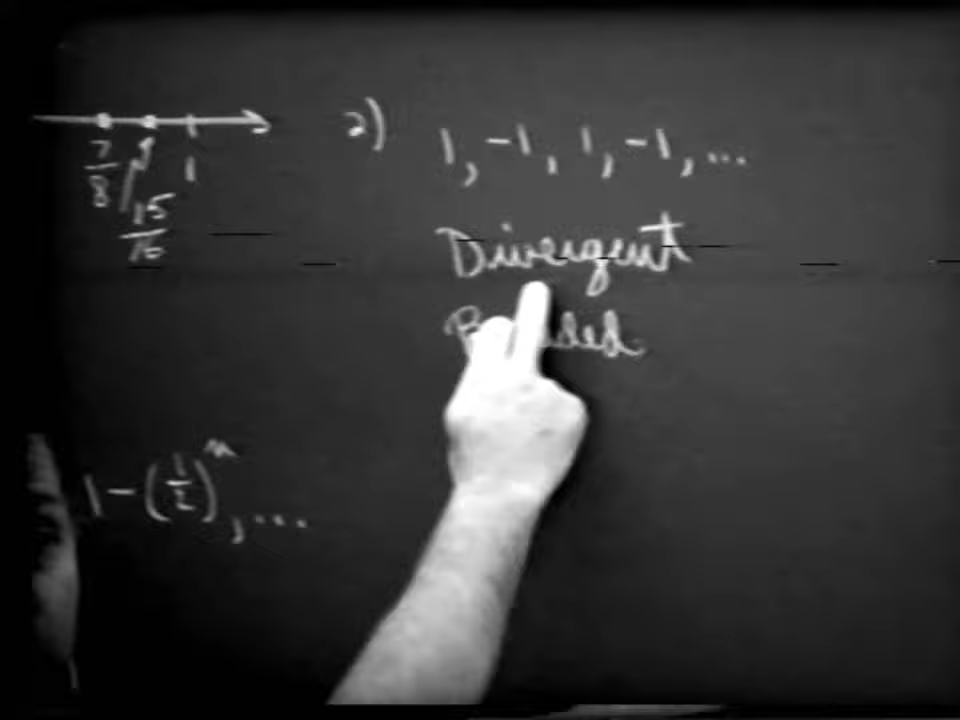 7/8 15/16 1
1 - (1/2)^n, ...
2) 1, -1, 1, -1, ...
Divergent